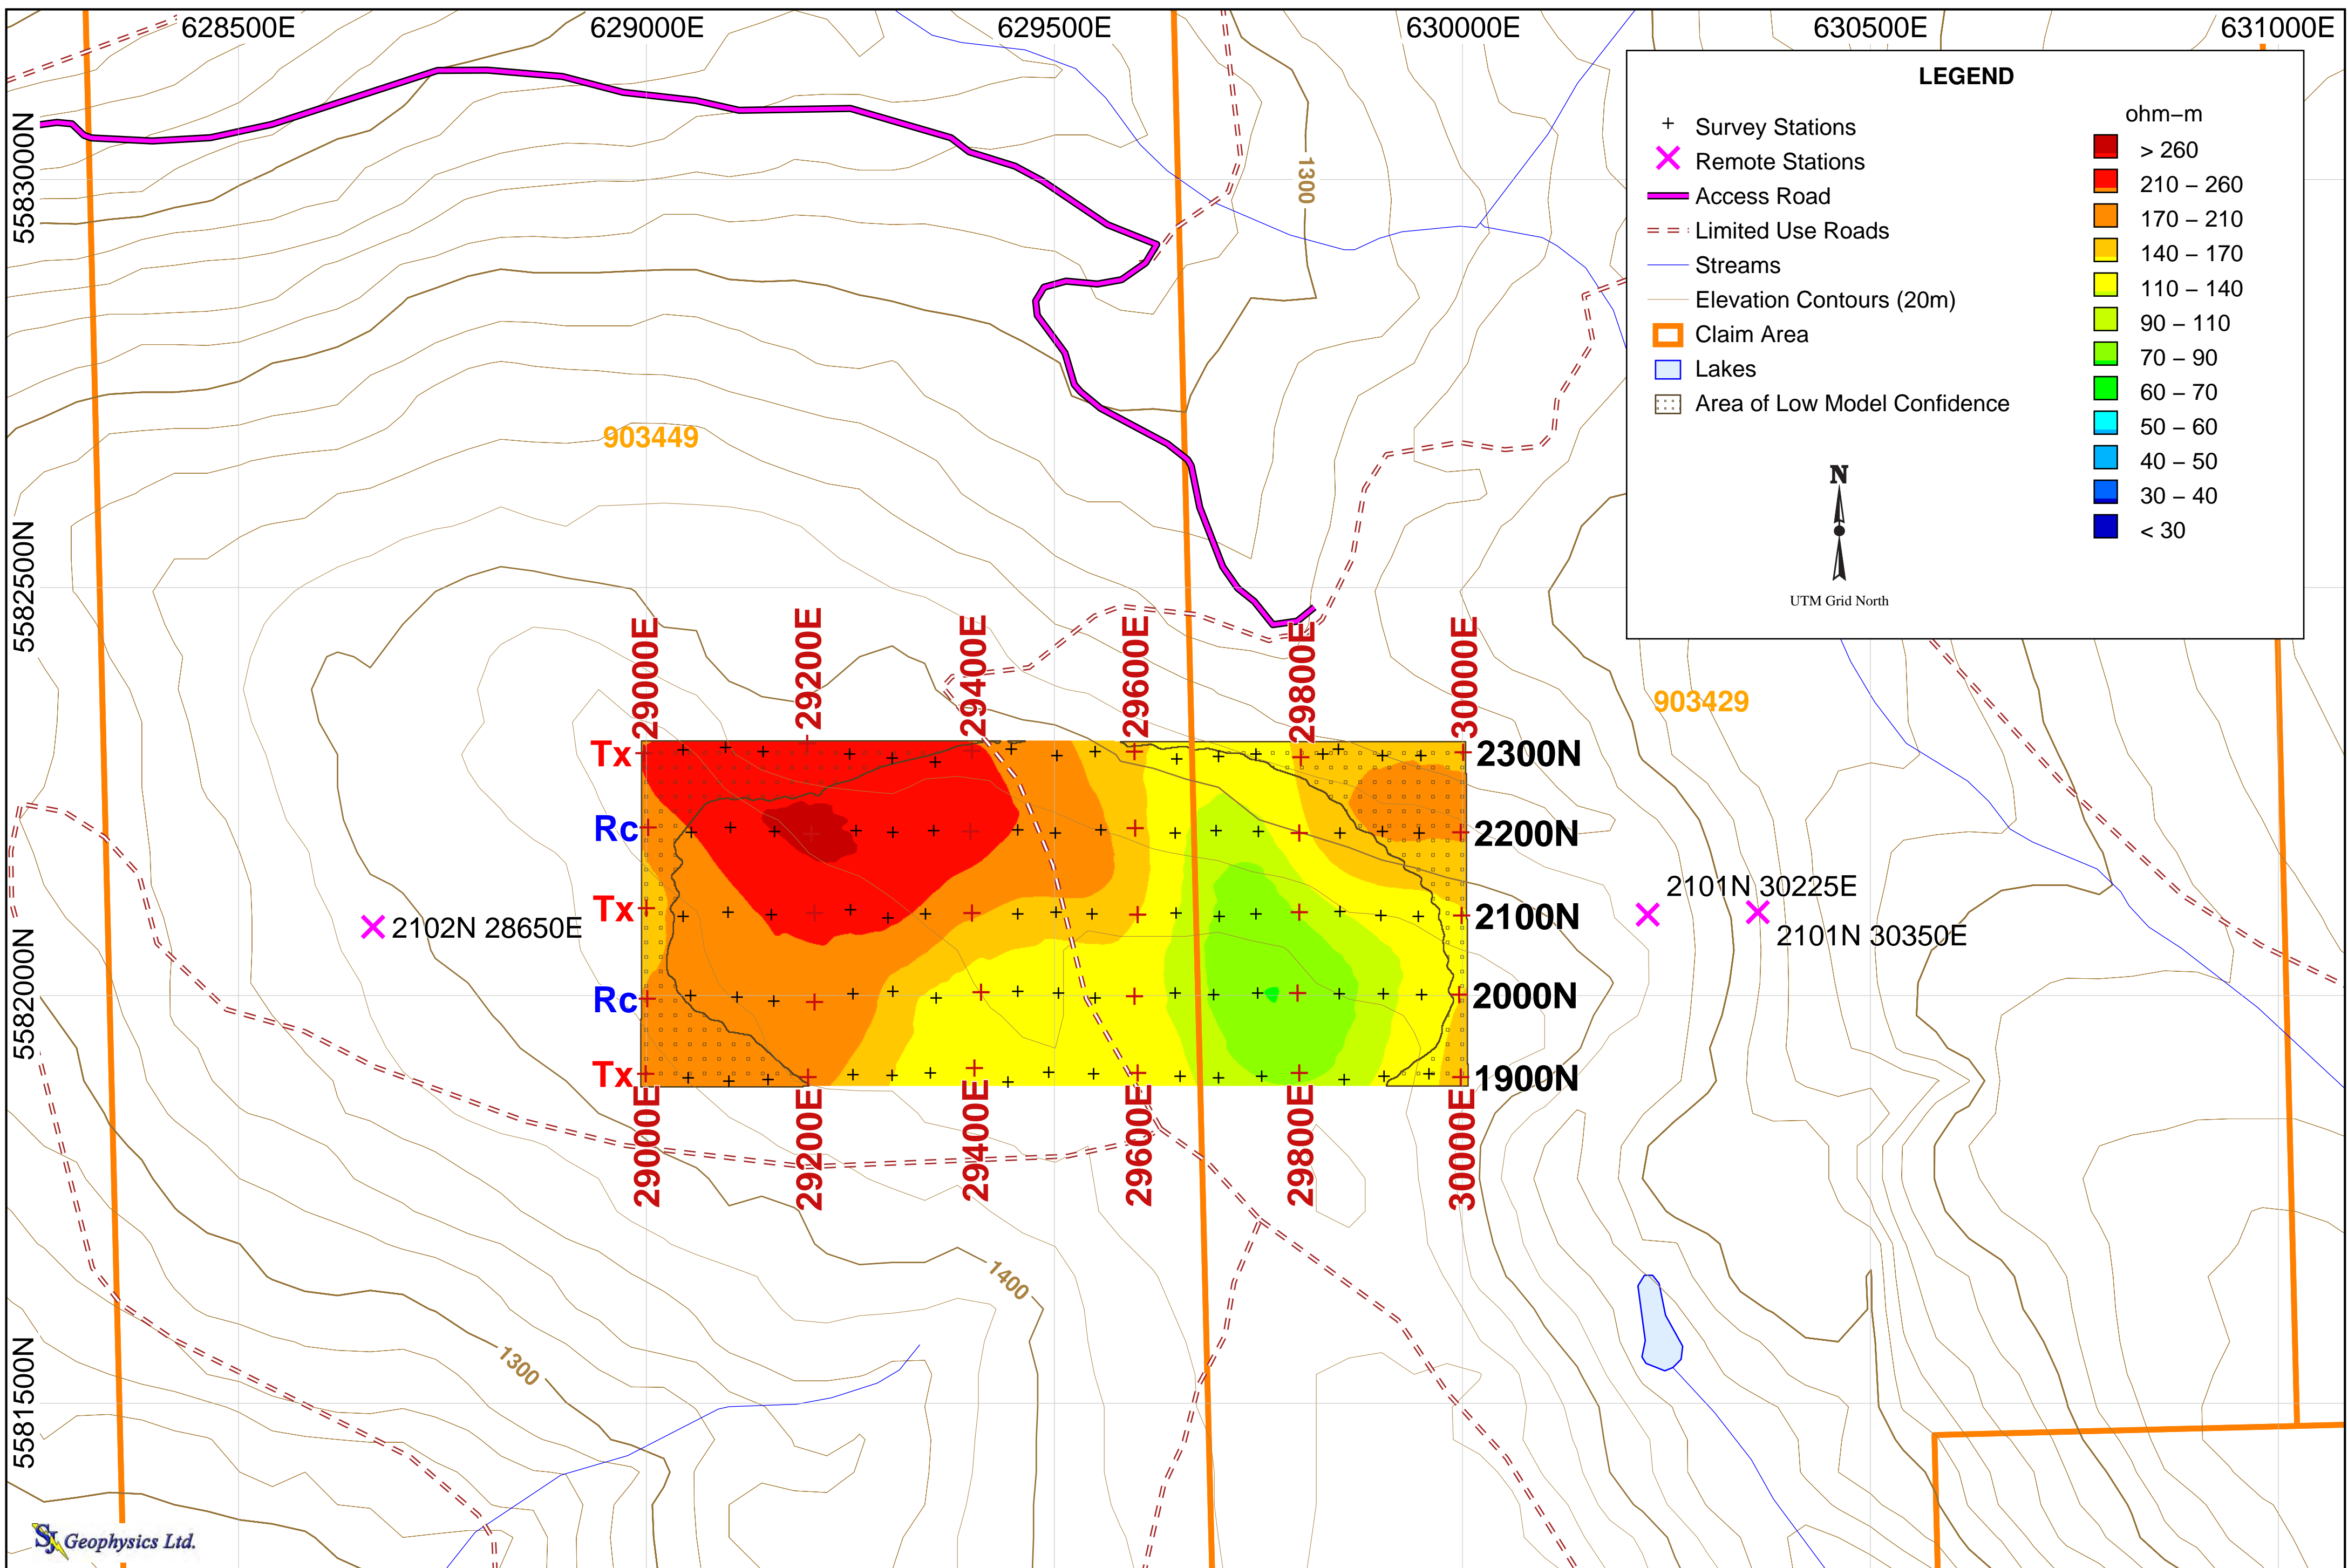 628500E
629000E
629500E
630000E
630500E
631000E
5583000N
5582500N
5582000N
5581500N
LEGEND
Survey Stations
Remote Stations
Access Road
Limited Use Roads
Streams
Elevation Contours (20m)
Claim Area
Lakes
Area of Low Model Confidence
ohm–m
> 260
210 – 260
170 – 210
140 – 170
110 – 140
90 – 110
70 – 90
60 – 70
50 – 60
40 – 50
30 – 40
< 30
N
UTM Grid North
1300
903449
903429
29000E
29200E
29400E
29600E
29800E
30000E
Tx
2300N
Rc
2200N
Tx
2100N
Rc
2000N
Tx
1900N
2102N 28650E
2101N 30225E
2101N 30350E
29000E
29200E
29400E
29600E
29800E
30000E
1400
1300
SJ Geophysics Ltd.